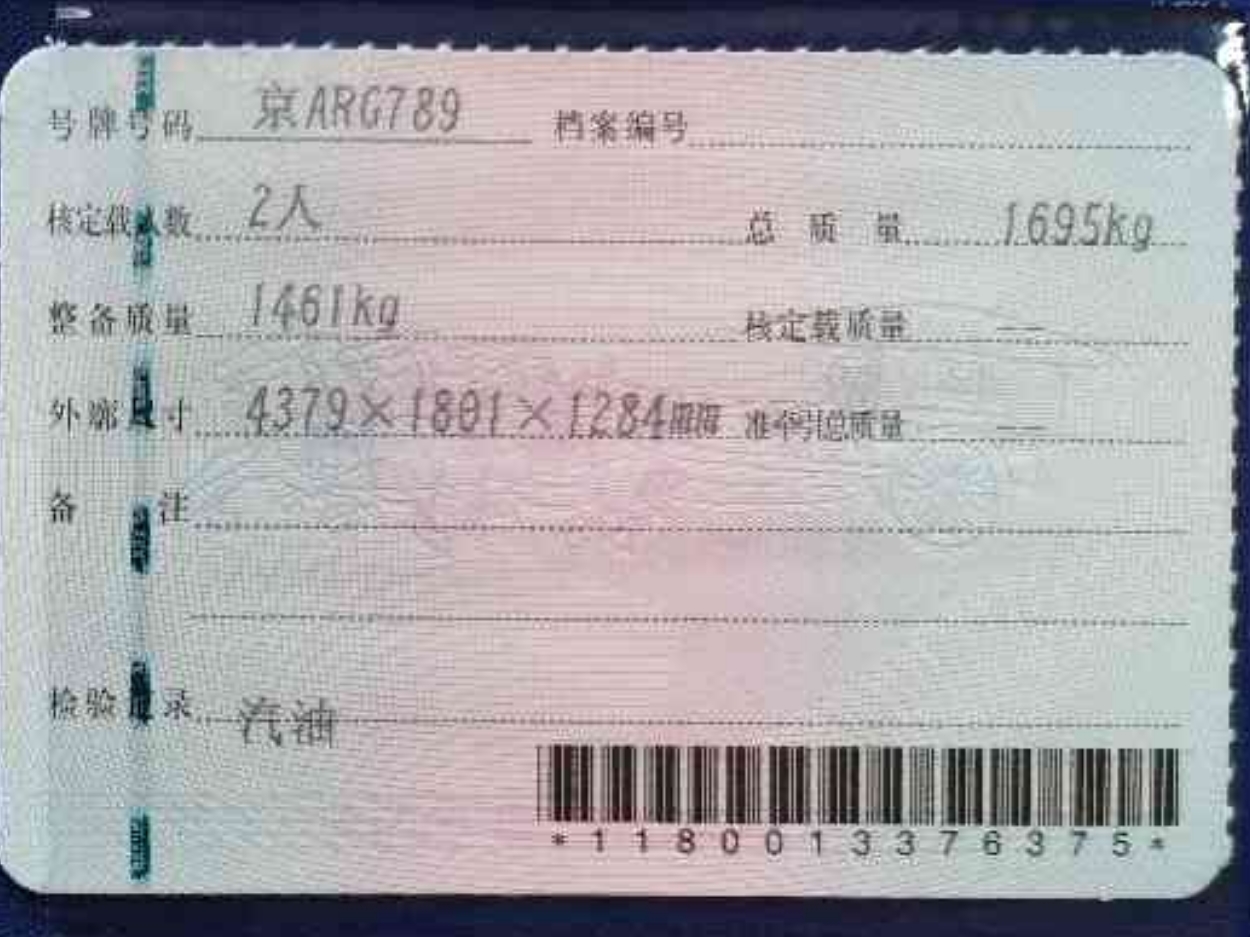 号牌号码 京ARG789 档案编号
核定载人数 2人 总质量 1695kg
整备质量 1461kg 核定载质量 --
外廓尺寸 4379×1801×1284mm 准牵引总质量 --
备注
检验记录 汽油
*1180013376375*